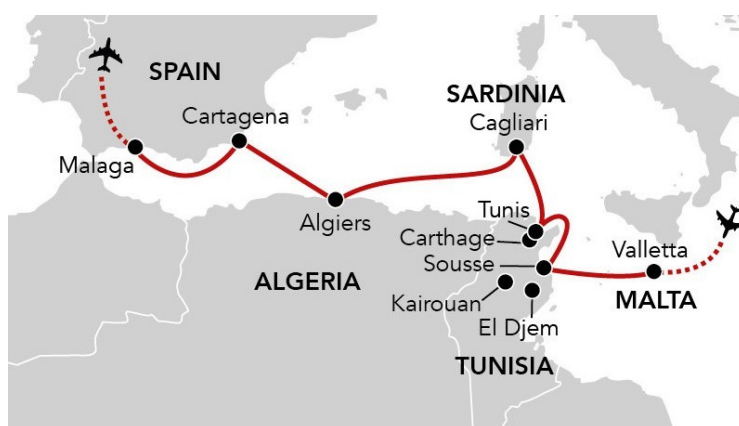 SPAIN
Cartagena
Malaga
SARDINIA
Cagliari
Algiers
Tunis
Carthage
Sousse
Valletta
ALGERIA
Kairouan
MALTA
El Djem
TUNISIA